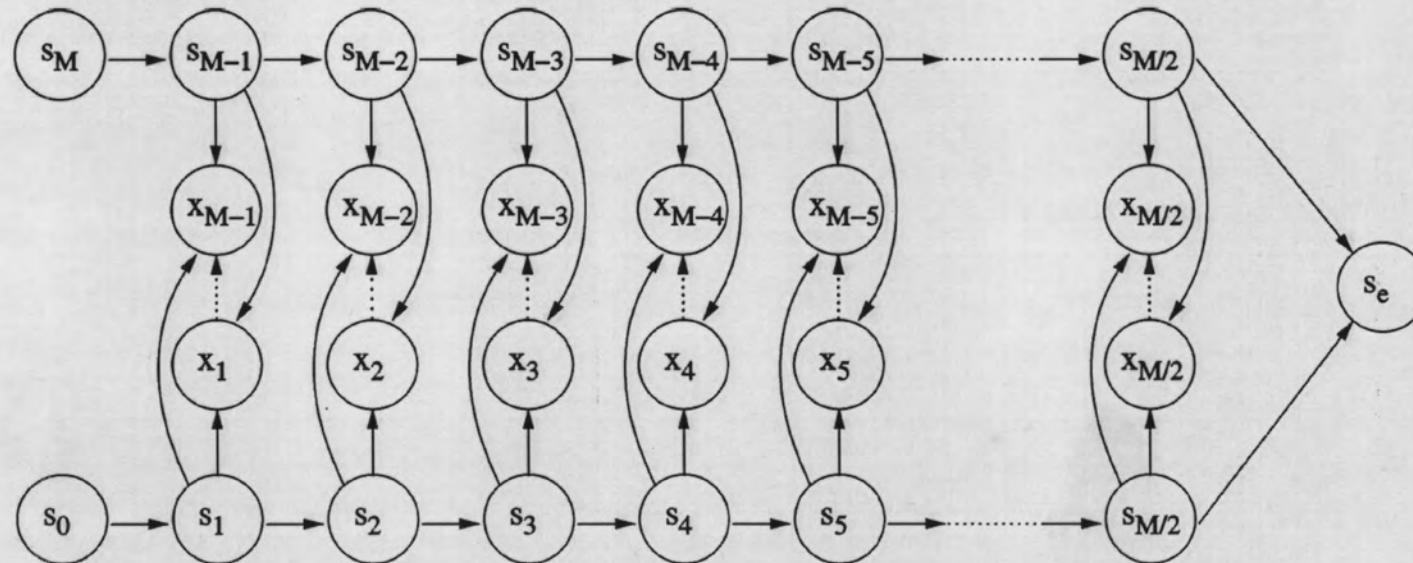 s_M s_{M-1} s_{M-2} s_{M-3} s_{M-4} s_{M-5} s_{M/2}
x_{M-1} x_{M-2} x_{M-3} x_{M-4} x_{M-5} x_{M/2}
s_e
x_1 x_2 x_3 x_4 x_5 x_{M/2}
s_0 s_1 s_2 s_3 s_4 s_5 s_{M/2}